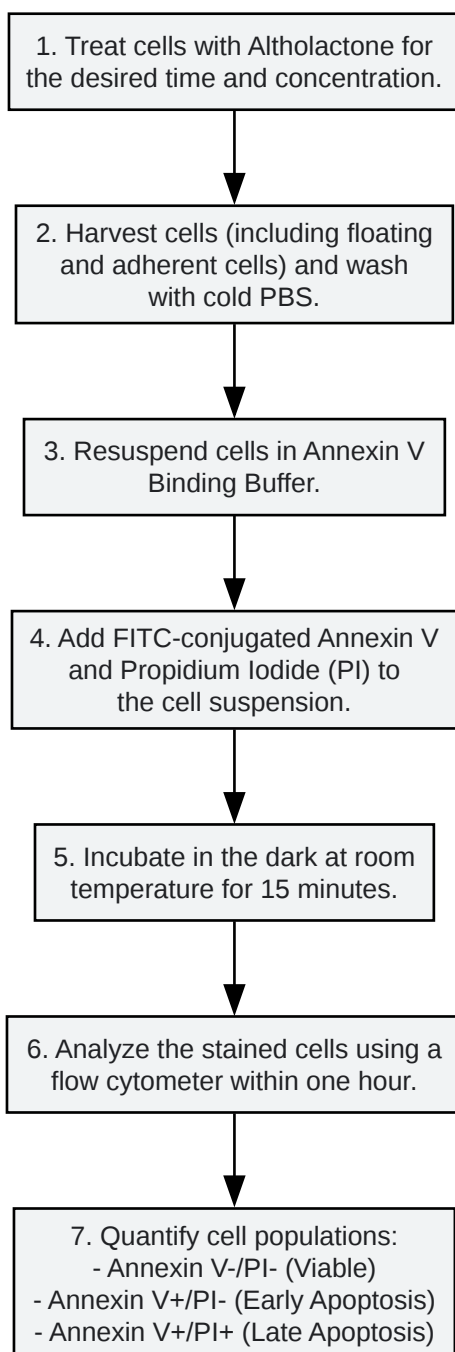 1. Treat cells with Altholactone for
the desired time and concentration.
2. Harvest cells (including floating
and adherent cells) and wash
with cold PBS.
3. Resuspend cells in Annexin V
Binding Buffer.
4. Add FITC-conjugated Annexin V
and Propidium Iodide (PI) to
the cell suspension.
5. Incubate in the dark at room
temperature for 15 minutes.
6. Analyze the stained cells using a
flow cytometer within one hour.
7. Quantify cell populations:
- Annexin V-/PI- (Viable)
- Annexin V+/PI- (Early Apoptosis)
- Annexin V+/PI+ (Late Apoptosis)